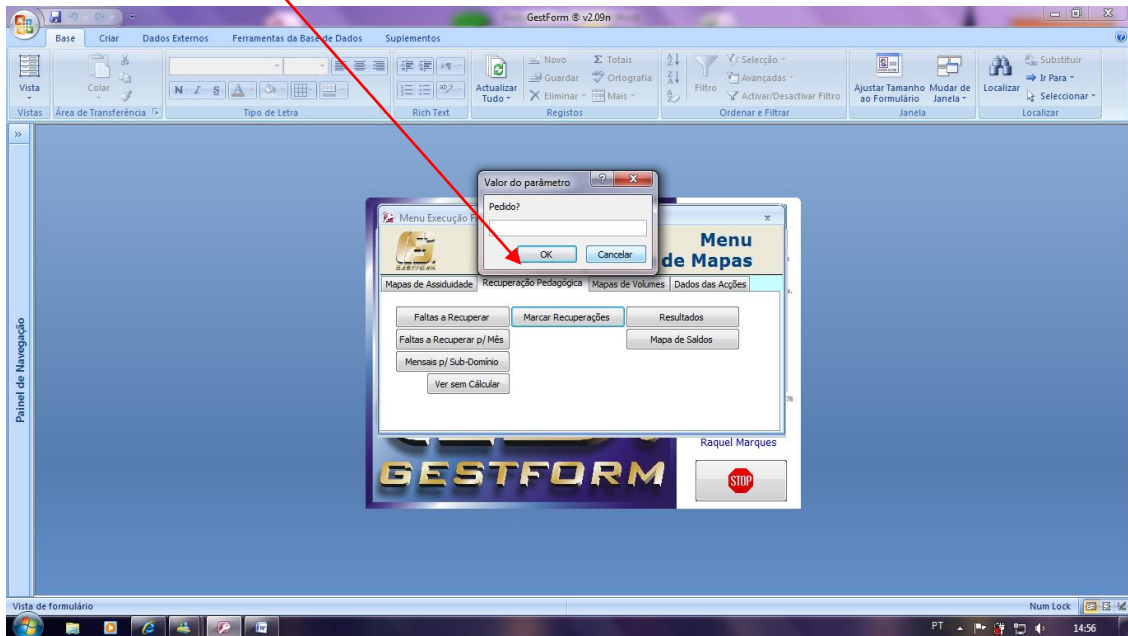 GestForm ® v2.09n
Base Criar Dados Externos Ferramentas da Base de Dados Suplementos
Vista
Colar
N I S
Actualizar Tudo
Novo
Guardar
Eliminar
Σ Totais
Ortografia
Mais
Filtro
Selecção
Avançadas
Activar/Desactivar Filtro
Ajustar Tamanho ao Formulário
Mudar de Janela
Localizar
Substituir
Ir Para
Seleccionar
Vistas Área de Transferência Tipo de Letra Rich Text Registos Ordenar e Filtrar Janela Localizar
Painel de Navegação
Valor do parâmetro
Pedido?
OK Cancelar
Menu Execução F
Menu
de Mapas
GESTFORM
Mapas de Assiduidade Recuperação Pedagógica Mapas de Volumes Dados das Acções
Faltas a Recuperar Marcar Recuperações Resultados
Faltas a Recuperar p/ Mês Mapa de Saldos
Mensais p/ Sub-Domínio
Ver sem Cálcular
78
Raquel Marques
GESTFORM
STOP
Vista de formulário Num Lock
PT 14:56